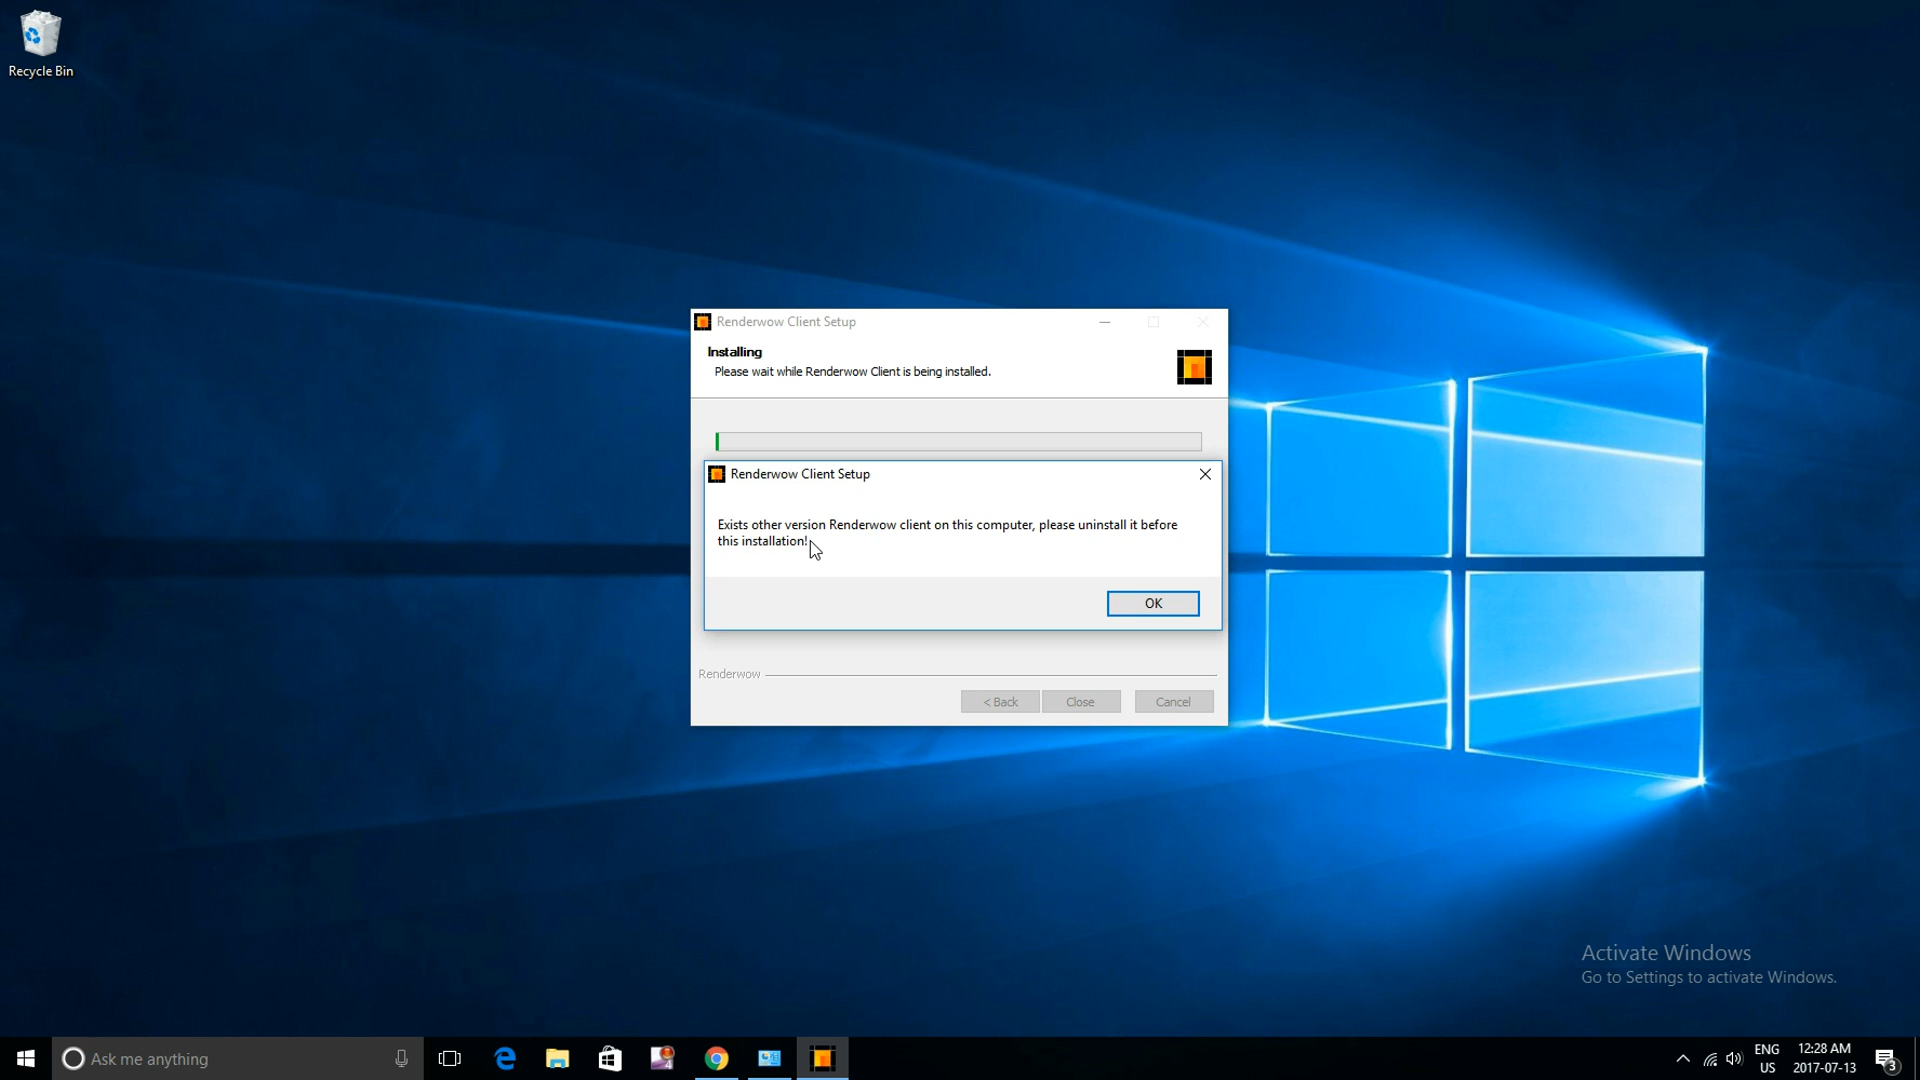 Recycle Bin
Renderwow Client Setup
Installing
Please wait while Renderwow Client is being installed.
Renderwow Client Setup
Exists other version Renderwow client on this computer, please uninstall it before
this installation!
OK
Renderwow
< Back
Close
Cancel
Activate Windows
Go to Settings to activate Windows.
Ask me anything
4
ENG
US
12:28 AM
2017-07-13
3